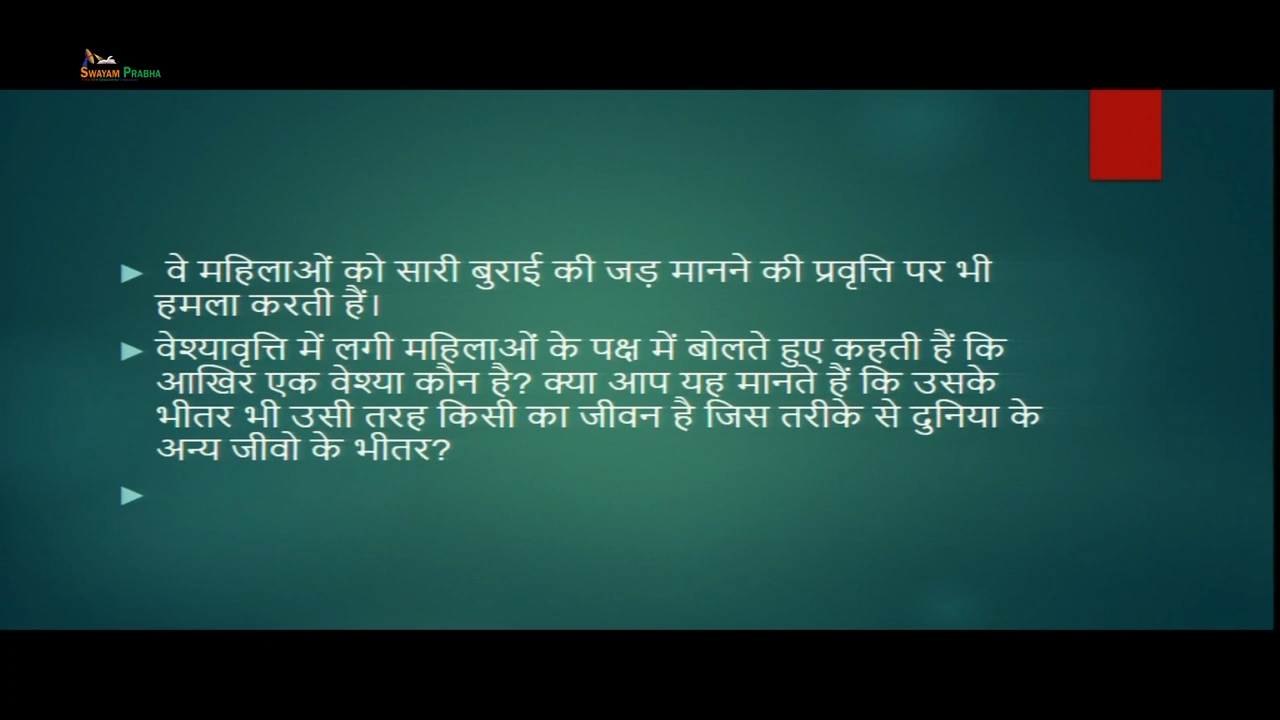 SWAYAM PRABHA
वे महिलाओं को सारी बुराई की जड़ मानने की प्रवृत्ति पर भी
हमला करती हैं।
वेश्यावृत्ति में लगी महिलाओं के पक्ष में बोलते हुए कहती हैं कि
आखिर एक वेश्या कौन है? क्या आप यह मानते हैं कि उसके
भीतर भी उसी तरह किसी का जीवन है जिस तरीके से दुनिया के
अन्य जीवो के भीतर?